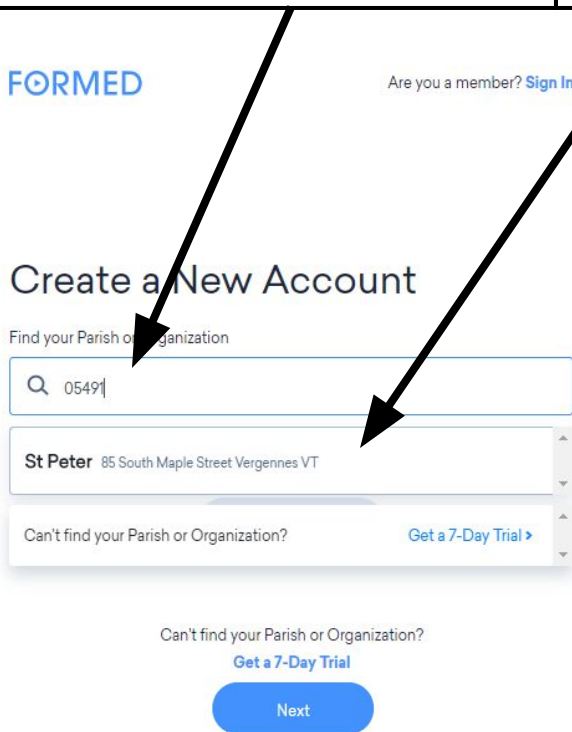 FORMED
Are you a member? Sign In
Create a New Account
Find your Parish or Organization
05491
St Peter 85 South Maple Street Vergennes VT
Can't find your Parish or Organization? Get a 7-Day Trial >
Can't find your Parish or Organization?
Get a 7-Day Trial
Next